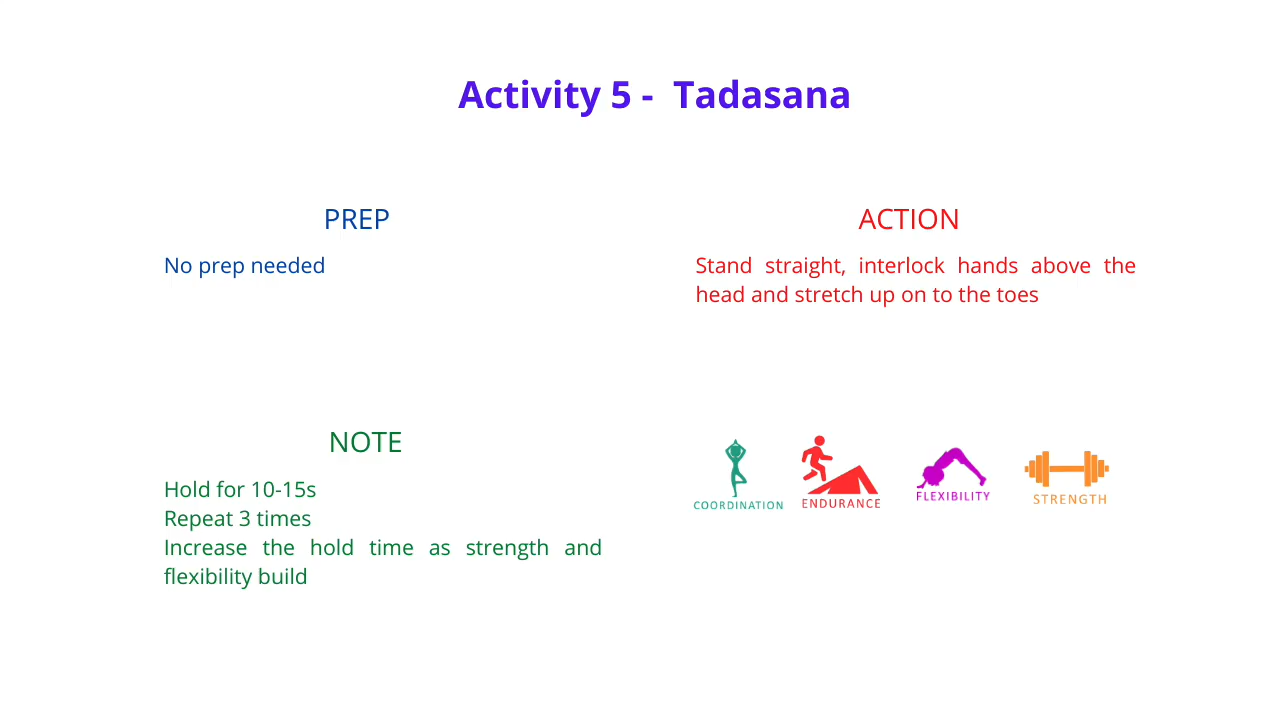 Activity 5 - Tadasana
PREP
No prep needed
ACTION
Stand straight, interlock hands above the
head and stretch up on to the toes
NOTE
Hold for 10-15s
Repeat 3 times
Increase the hold time as strength and
flexibility build
COORDINATION
ENDURANCE
FLEXIBILITY
STRENGTH